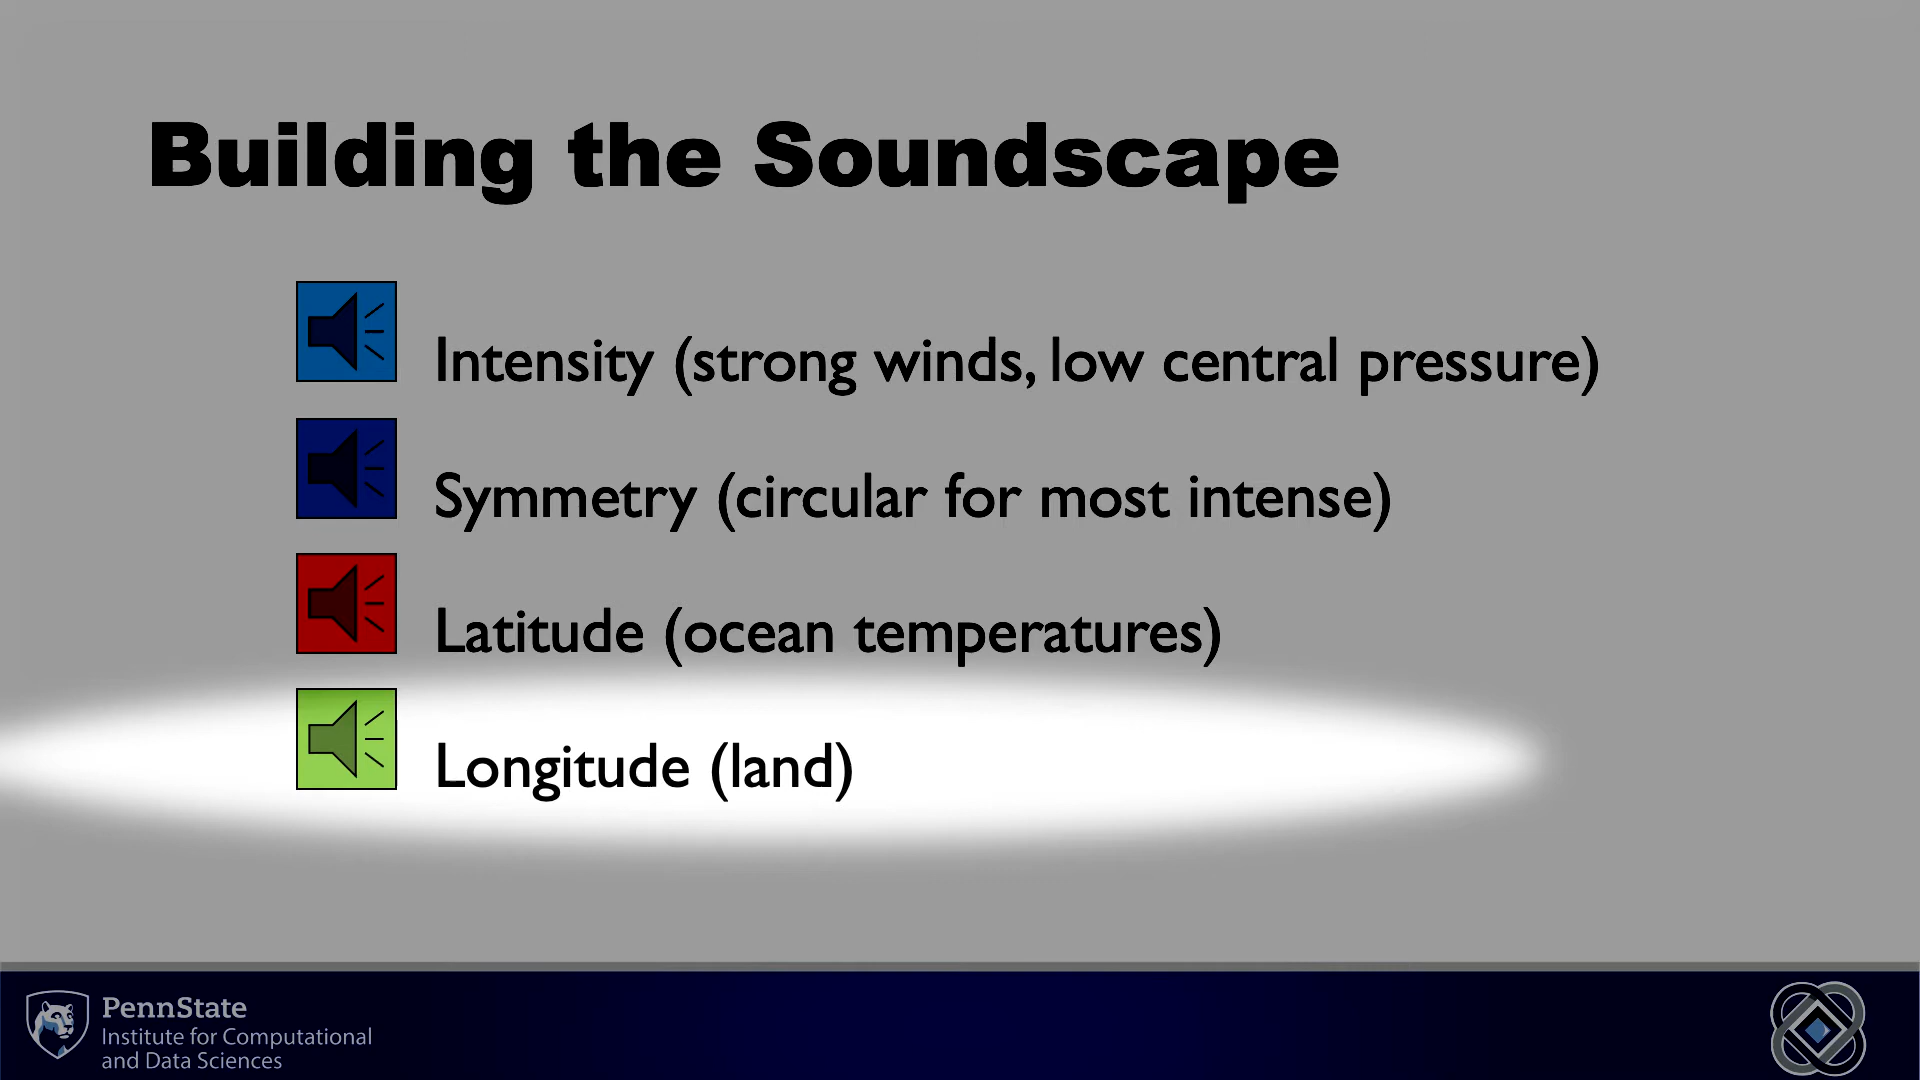 Building the Soundscape
Intensity (strong winds, low central pressure)
Symmetry (circular for most intense)
Latitude (ocean temperatures)
Longitude (land)
PennState
Institute for Computational
and Data Sciences